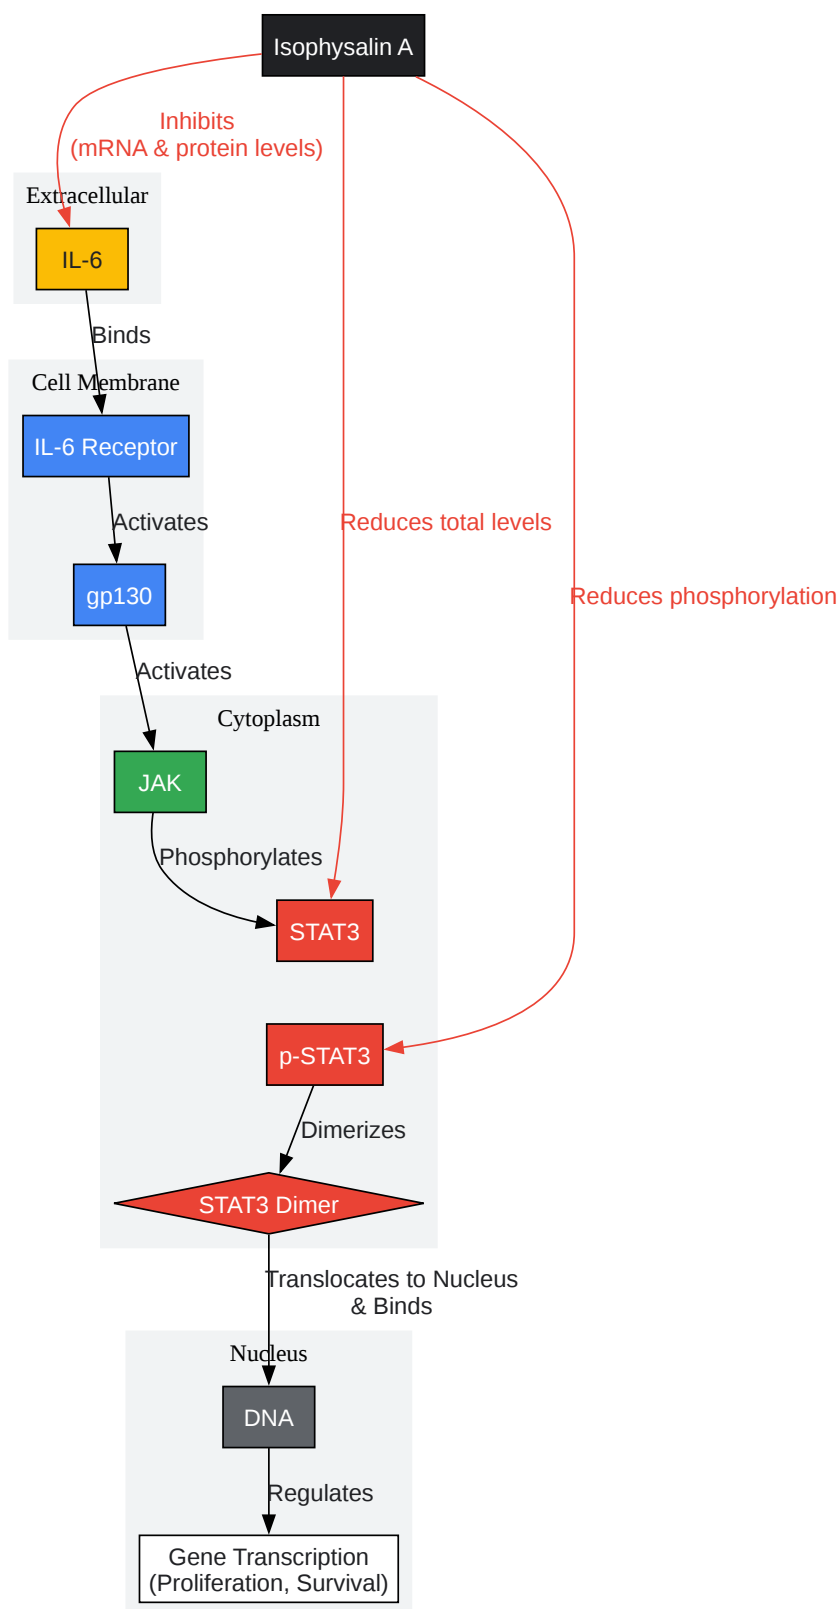 Isophysalin A
Inhibits
(mRNA & protein levels)
Extracellular
IL-6
Binds
Cell Membrane
IL-6 Receptor
Activates
Reduces total levels
gp130
Reduces phosphorylation
Activates
Cytoplasm
JAK
Phosphorylates
STAT3
p-STAT3
Dimerizes
STAT3 Dimer
Translocates to Nucleus
& Binds
Nucleus
DNA
Regulates
Gene Transcription
(Proliferation, Survival)